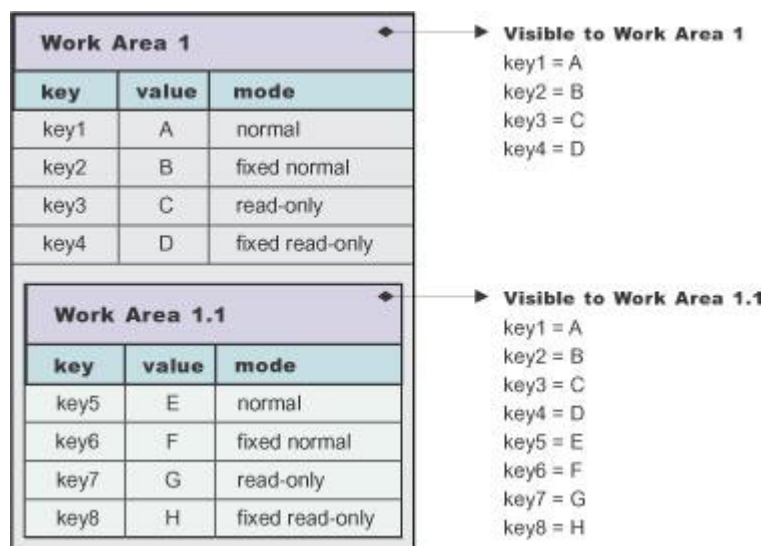 Work Area 1
key value mode
key1 A normal
key2 B fixed normal
key3 C read-only
key4 D fixed read-only
Visible to Work Area 1
key1 = A
key2 = B
key3 = C
key4 = D
Work Area 1.1
key value mode
key5 E normal
key6 F fixed normal
key7 G read-only
key8 H fixed read-only
Visible to Work Area 1.1
key1 = A
key2 = B
key3 = C
key4 = D
key5 = E
key6 = F
key7 = G
key8 = H